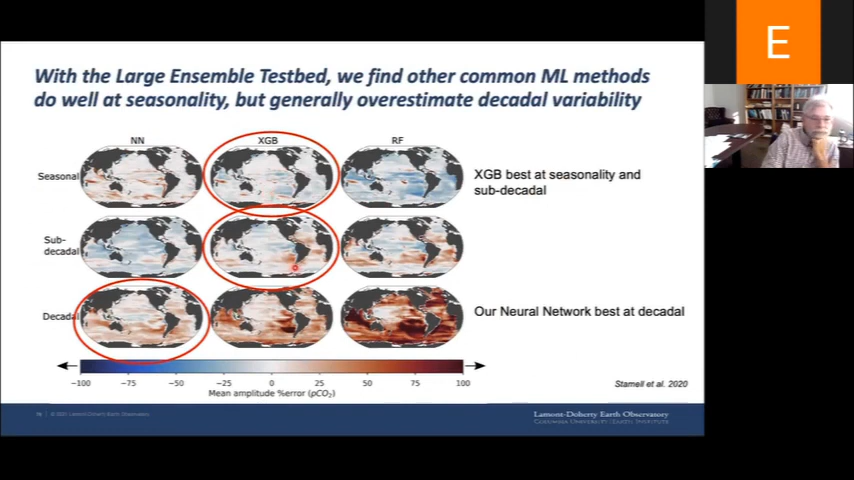 With the Large Ensemble Testbed, we find other common ML methods
do well at seasonality, but generally overestimate decadal variability
NN
XGB
RF
Seasonal
XGB best at seasonality and
sub-decadal
Sub-
decadal
Decadal
Our Neural Network best at decadal
−100
−75
−50
−25
0
25
50
75
100
Mean amplitude %error (pCO₂)
Stamell et al. 2020
Lamont-Doherty Earth Observatory
Columbia University | Earth Institute
E